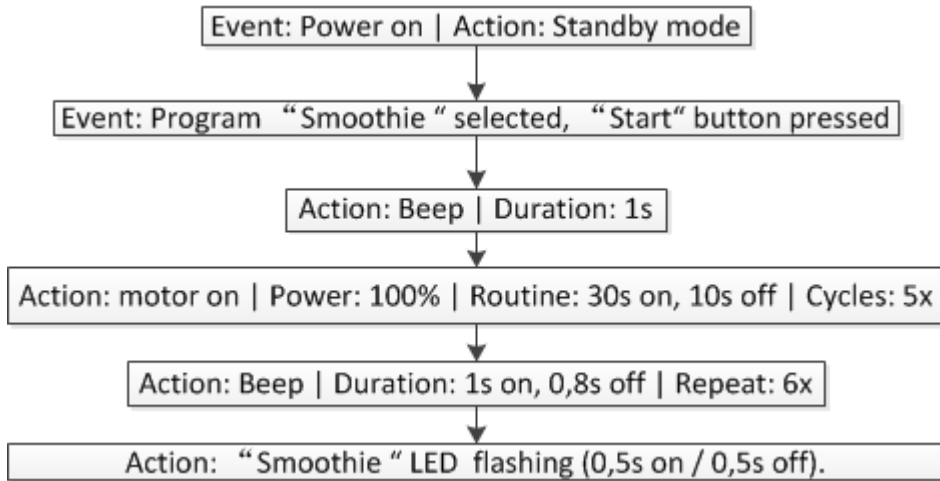 Event: Power on | Action: Standby mode
Event: Program “Smoothie “ selected, “Start“ button pressed
Action: Beep | Duration: 1s
Action: motor on | Power: 100% | Routine: 30s on, 10s off | Cycles: 5x
Action: Beep | Duration: 1s on, 0,8s off | Repeat: 6x
Action: “Smoothie “ LED flashing (0,5s on / 0,5s off).